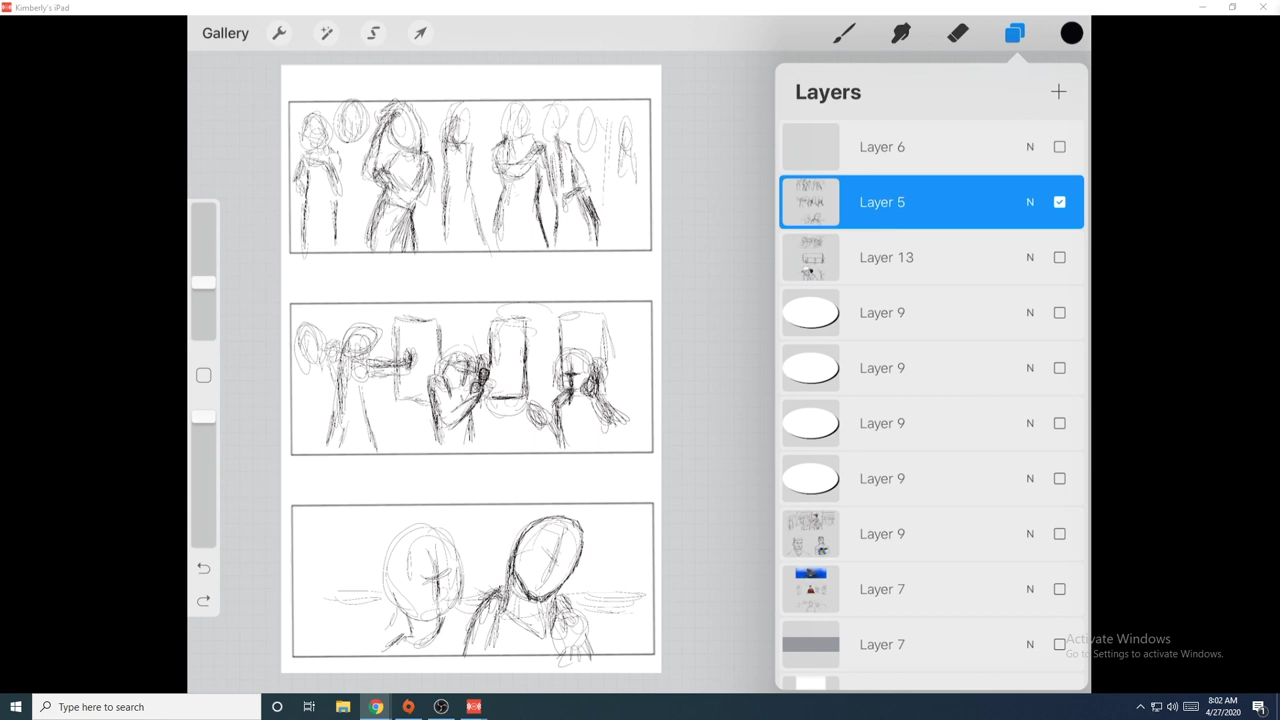 Kimberly's iPad
Gallery
Layers
Layer 6 N
Layer 5 N
Layer 13 N
Layer 9 N
Layer 9 N
Layer 9 N
Layer 9 N
Layer 9 N
Layer 7 N
Layer 7 N
Activate Windows
Go to Settings to activate Windows.
Type here to search
8:02 AM
4/27/2020
1